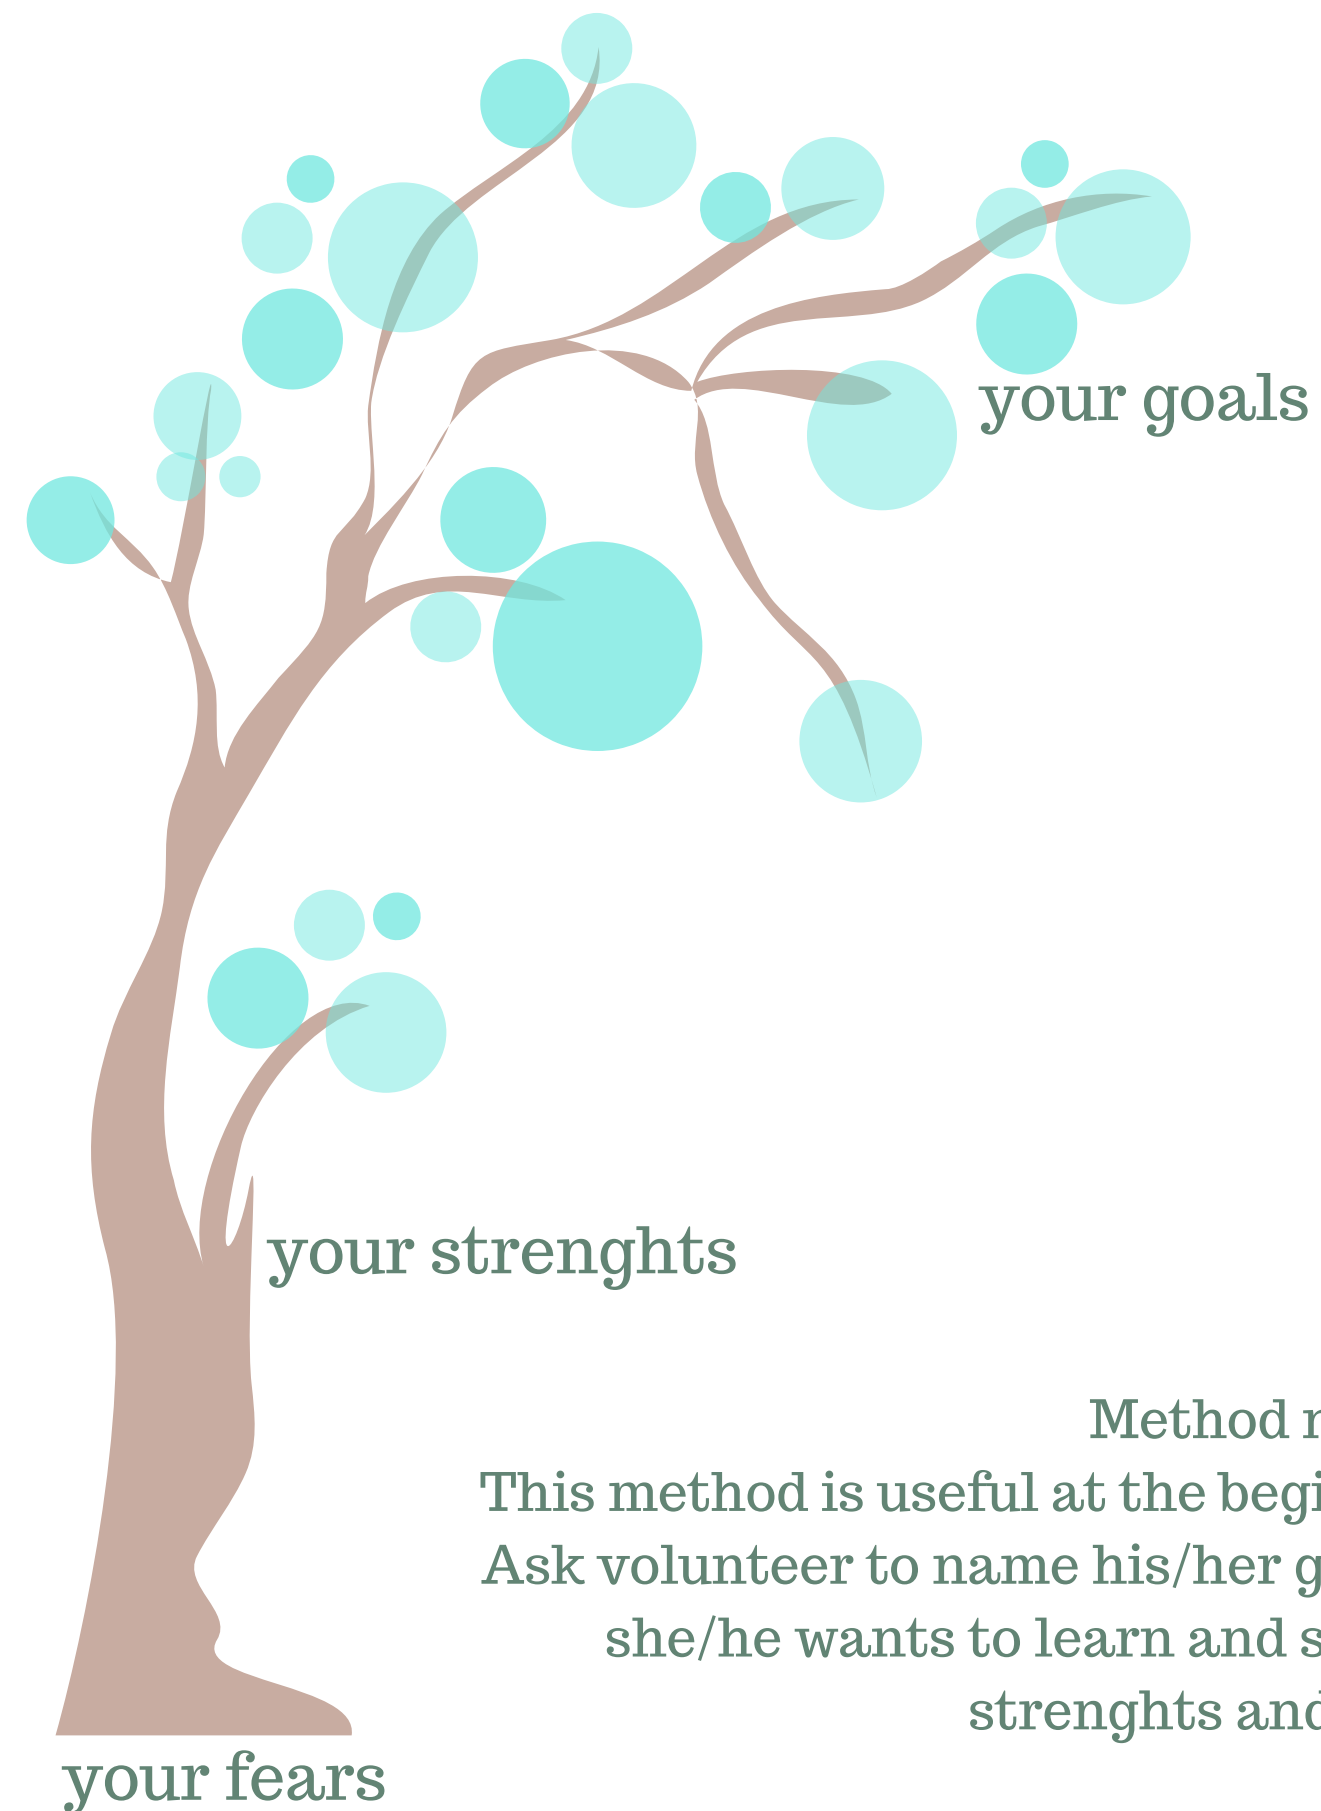 your goals
your strenghts
Method
This method is useful at the
Ask volunteer to name his/her
she/he wants to learn and
strenghts and
your fears